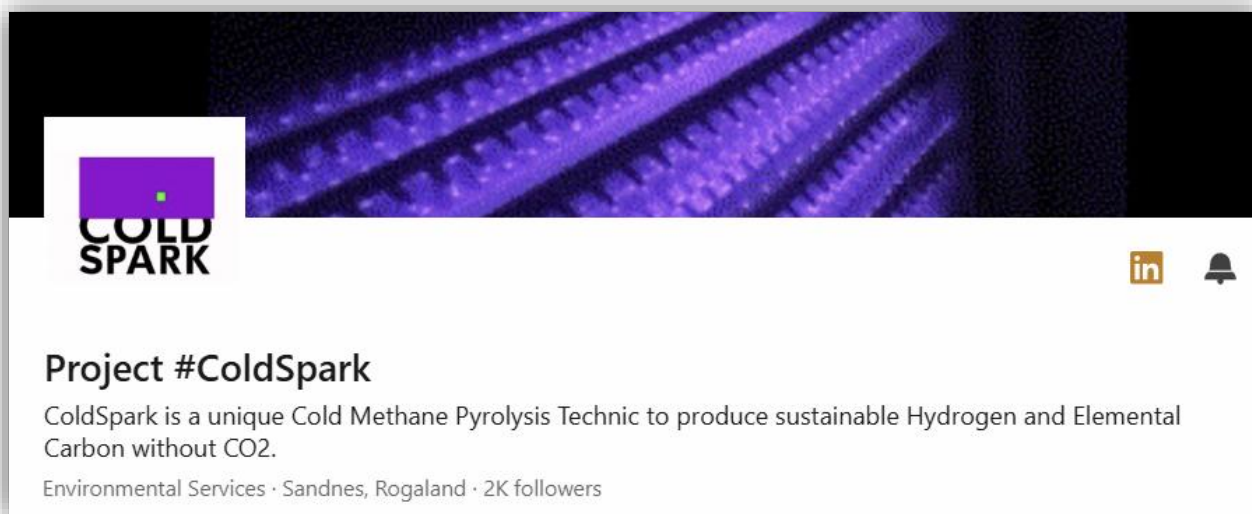 COLD
SPARK
in
Project #ColdSpark
ColdSpark is a unique Cold Methane Pyrolysis Technic to produce sustainable Hydrogen and Elemental
Carbon without CO2.
Environmental Services · Sandnes, Rogaland · 2K followers